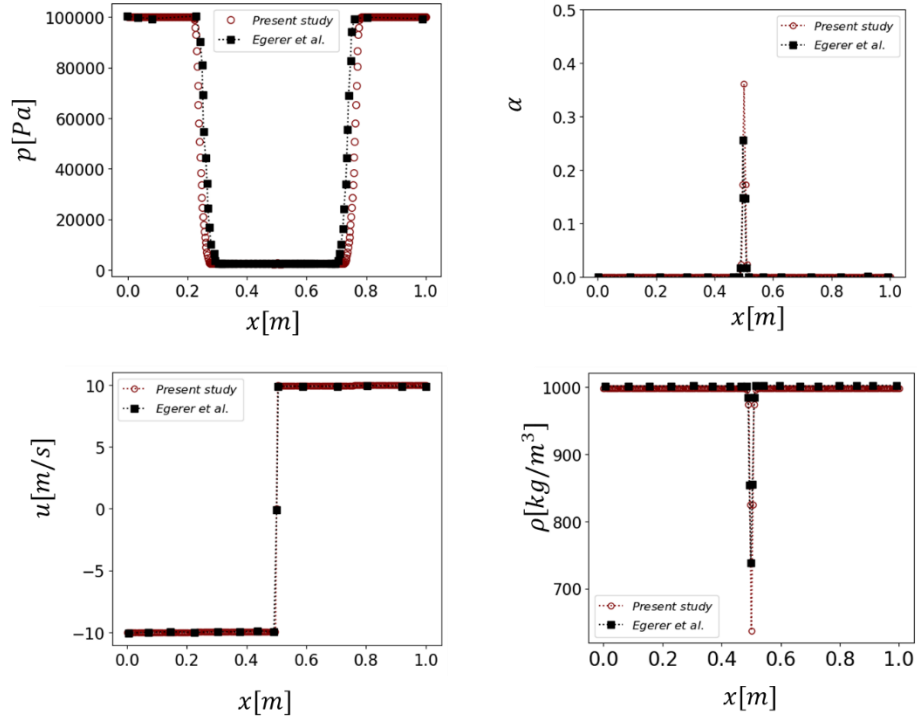 100000
80000
60000
40000
20000
0
p[Pa]
Present study
Egerer et al.
0.0 0.2 0.4 0.6 0.8 1.0
x[m]
0.5
0.4
0.3
0.2
0.1
0.0
α
Present study
Egerer et al.
0.0 0.2 0.4 0.6 0.8 1.0
x[m]
10
5
0
−5
−10
u[m/s]
Present study
Egerer et al.
0.0 0.2 0.4 0.6 0.8 1.0
x[m]
1000
900
800
700
ρ[kg/m³]
Present study
Egerer et al.
0.0 0.2 0.4 0.6 0.8 1.0
x[m]